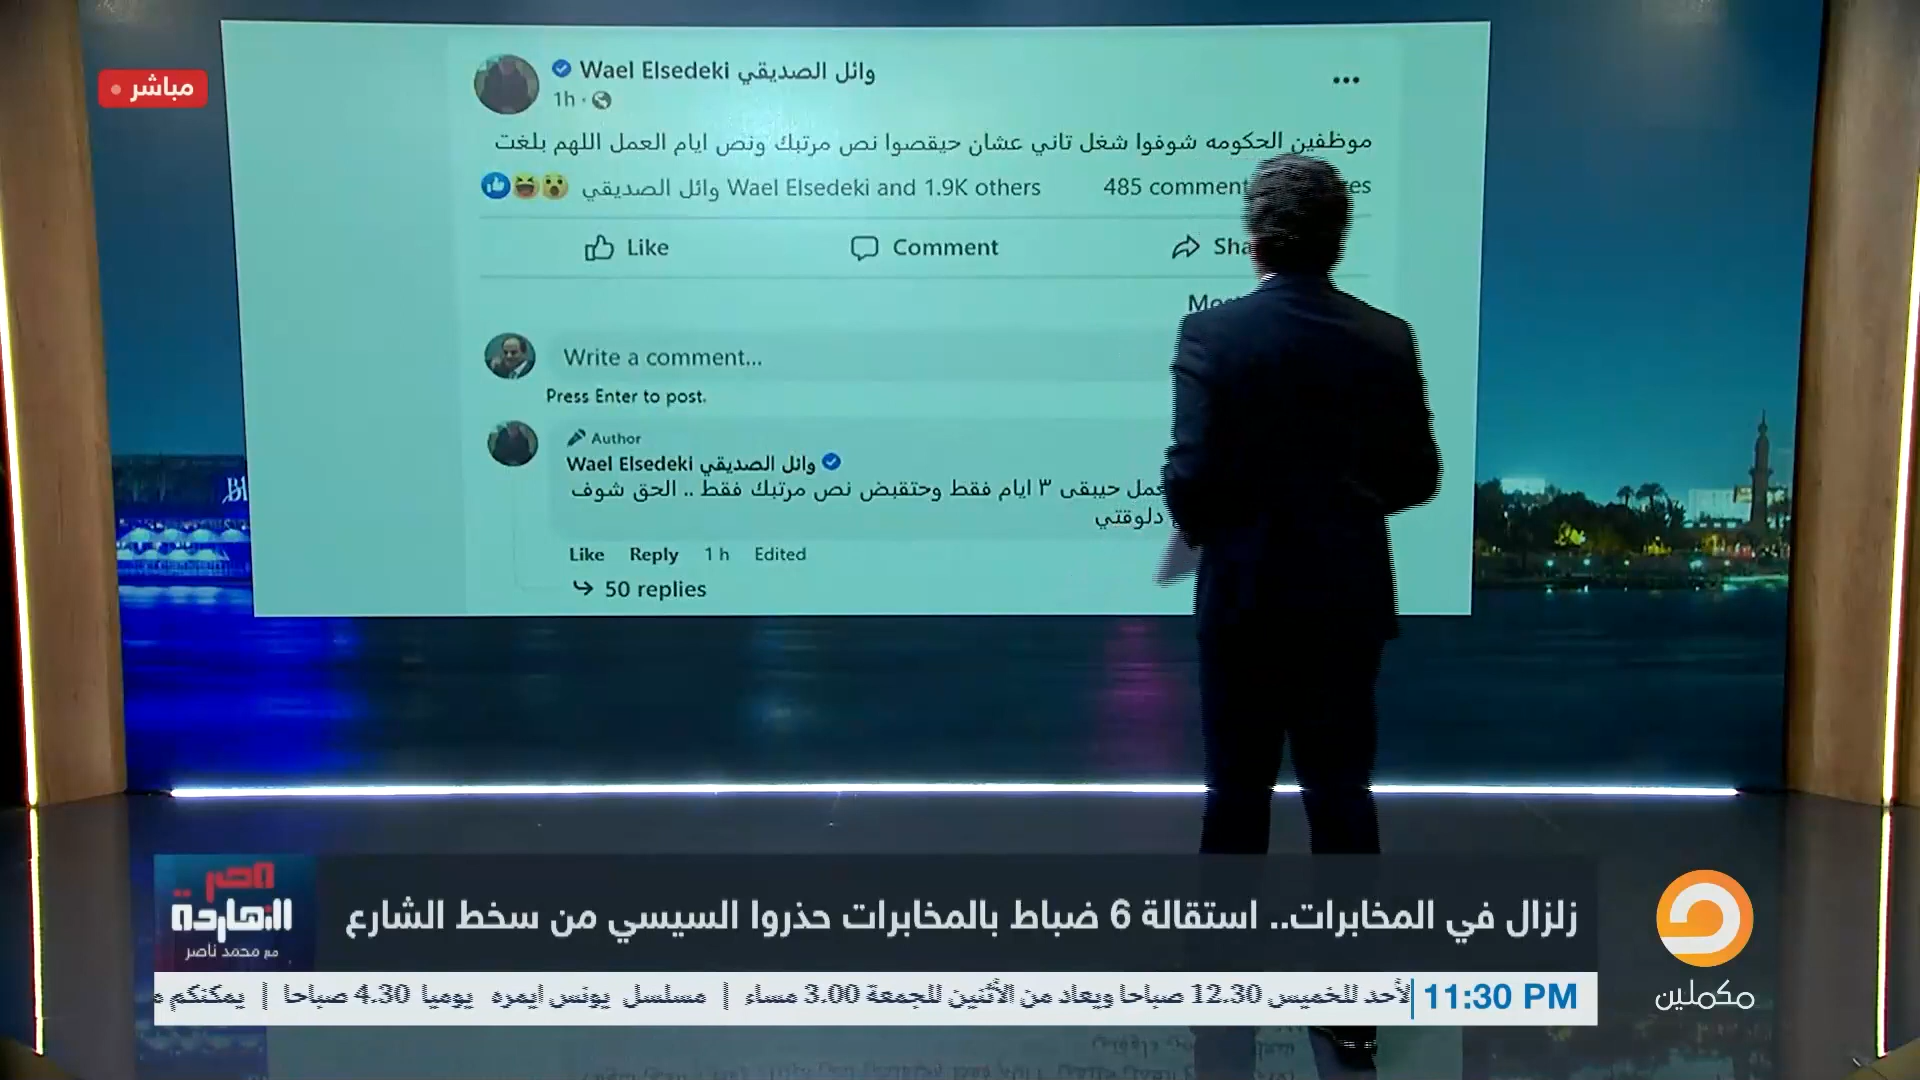 مباشر
Wael Elsedeki وائل الصديقي
1h
موظفين الحكومه شوفوا شغل تاني عشان حيقصوا نص مرتبك ونص ايام العمل اللهم بلغت
وائل الصديقي Wael Elsedeki and 1.9K others
485
Like
Comment
Write a comment...
Press Enter to post.
Author
Wael Elsedeki وائل الصديقي
حيبقى ٣ ايام فقط وحتقبض نص مرتبك فقط .. الحق شوف
دلوقتي
Like Reply 1 h Edited
50 replies
مصر
النهاردة
مع محمد ناصر
زلزال في المخابرات.. استقالة 6 ضباط بالمخابرات حذروا السيسي من سخط الشارع
11:30 PM
للخميس 12.30 صباحا ويعاد من الأثنين للجمعة 3.00 مساء | مسلسل يونس ايمره يوميا 4.30 صباحا | يمكنكم
مكملين